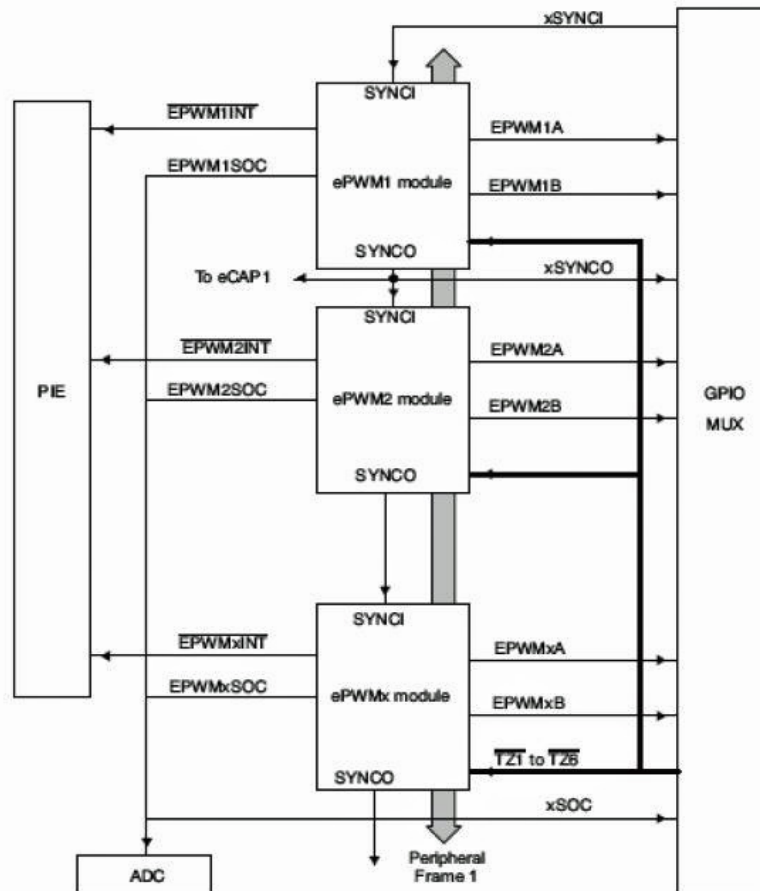 xSYNCI
SYNCI
EPWM1INT
EPWM1A
EPWM1SOC
ePWM1 module
EPWM1B
SYNCO
To eCAP1
xSYNCO
SYNCI
EPWM2INT
EPWM2A
PIE
EPWM2SOC
ePWM2 module
EPWM2B
GPIO
MUX
SYNCO
SYNCI
EPWMxINT
EPWMxA
EPWMxSOC
ePWMx module
EPWMxB
TZ1 to TZ6
SYNCO
xSOC
Peripheral
Frame 1
ADC